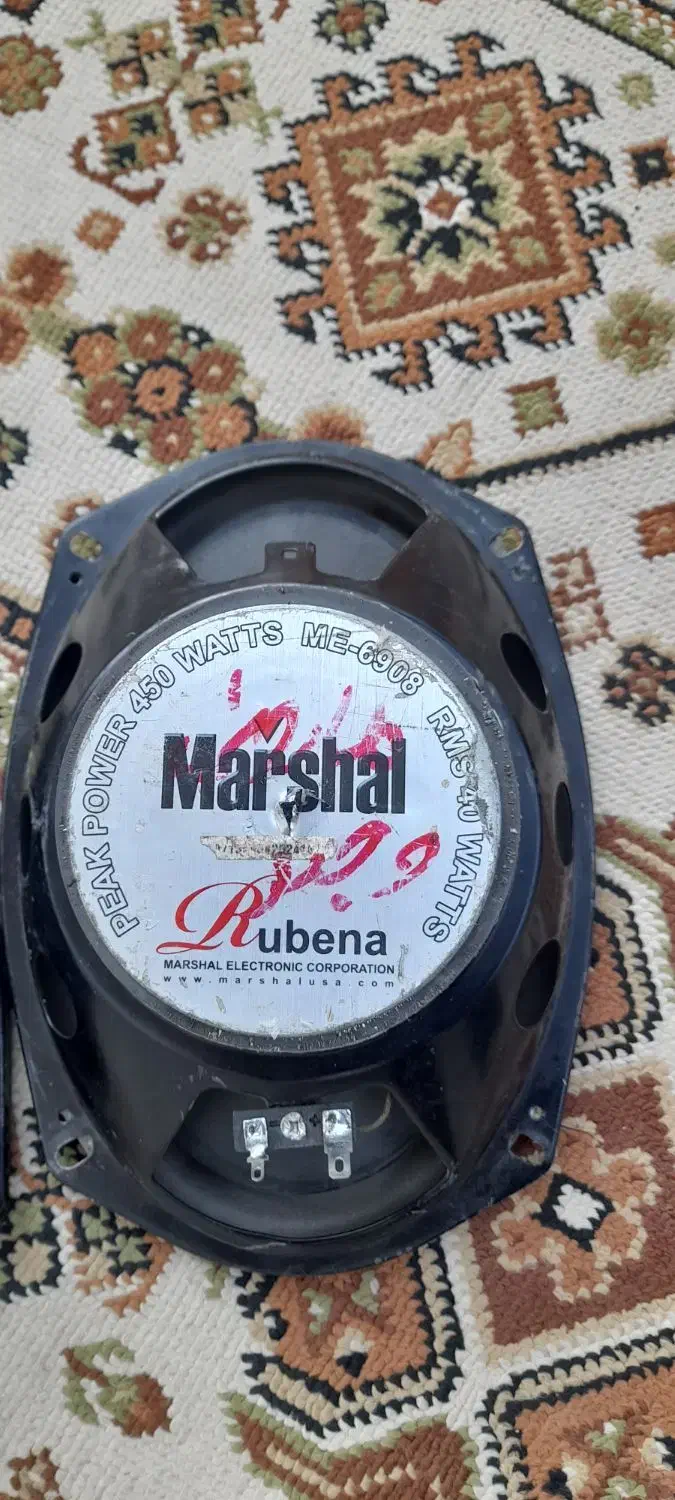 PEAK POWER 450 WATTS ME-6908 RMS 40 WATTS
Marshal
Rubena
MARSHAL ELECTRONIC CORPORATION
www.marshalusa.com
- +